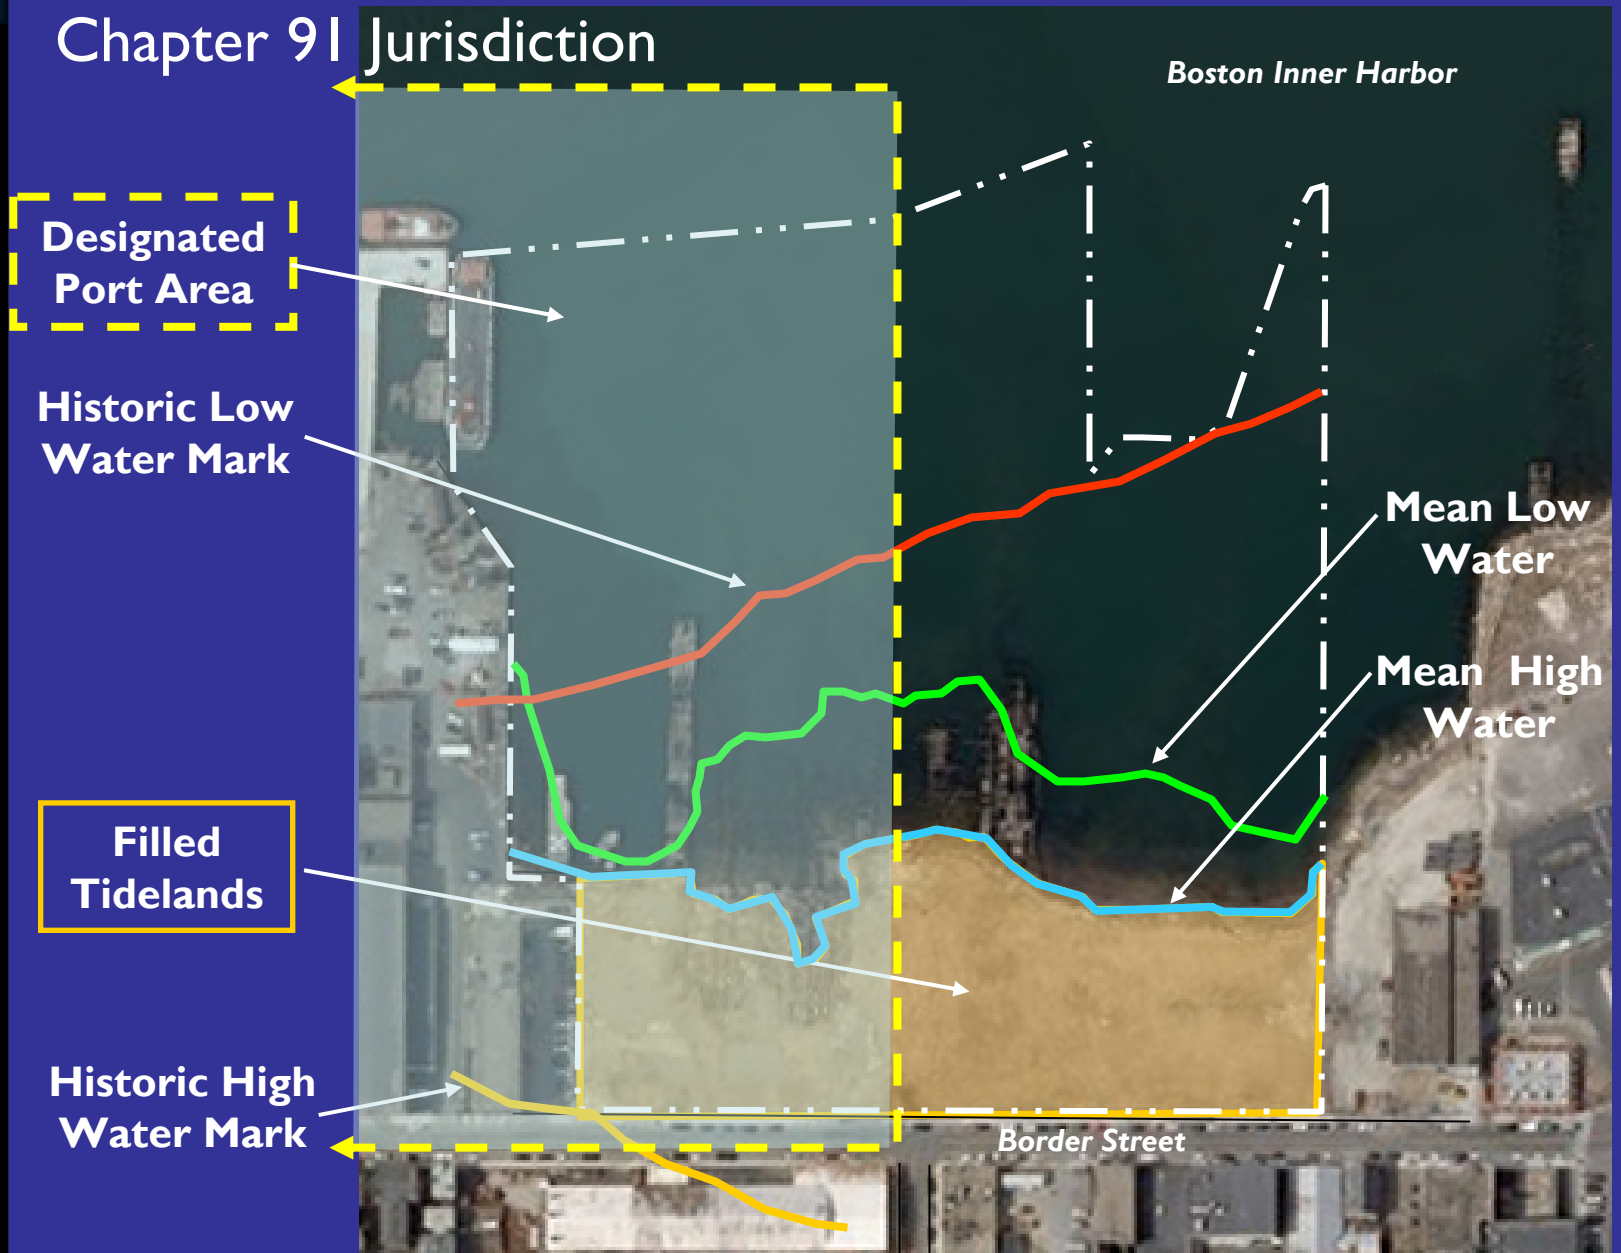 Chapter 91 Jurisdiction
Boston Inner Harbor
Designated
Port Area
Historic Low
Water Mark
Mean Low
Water
Mean High
Water
Filled
Tidelands
Historic High
Water Mark
Border Street